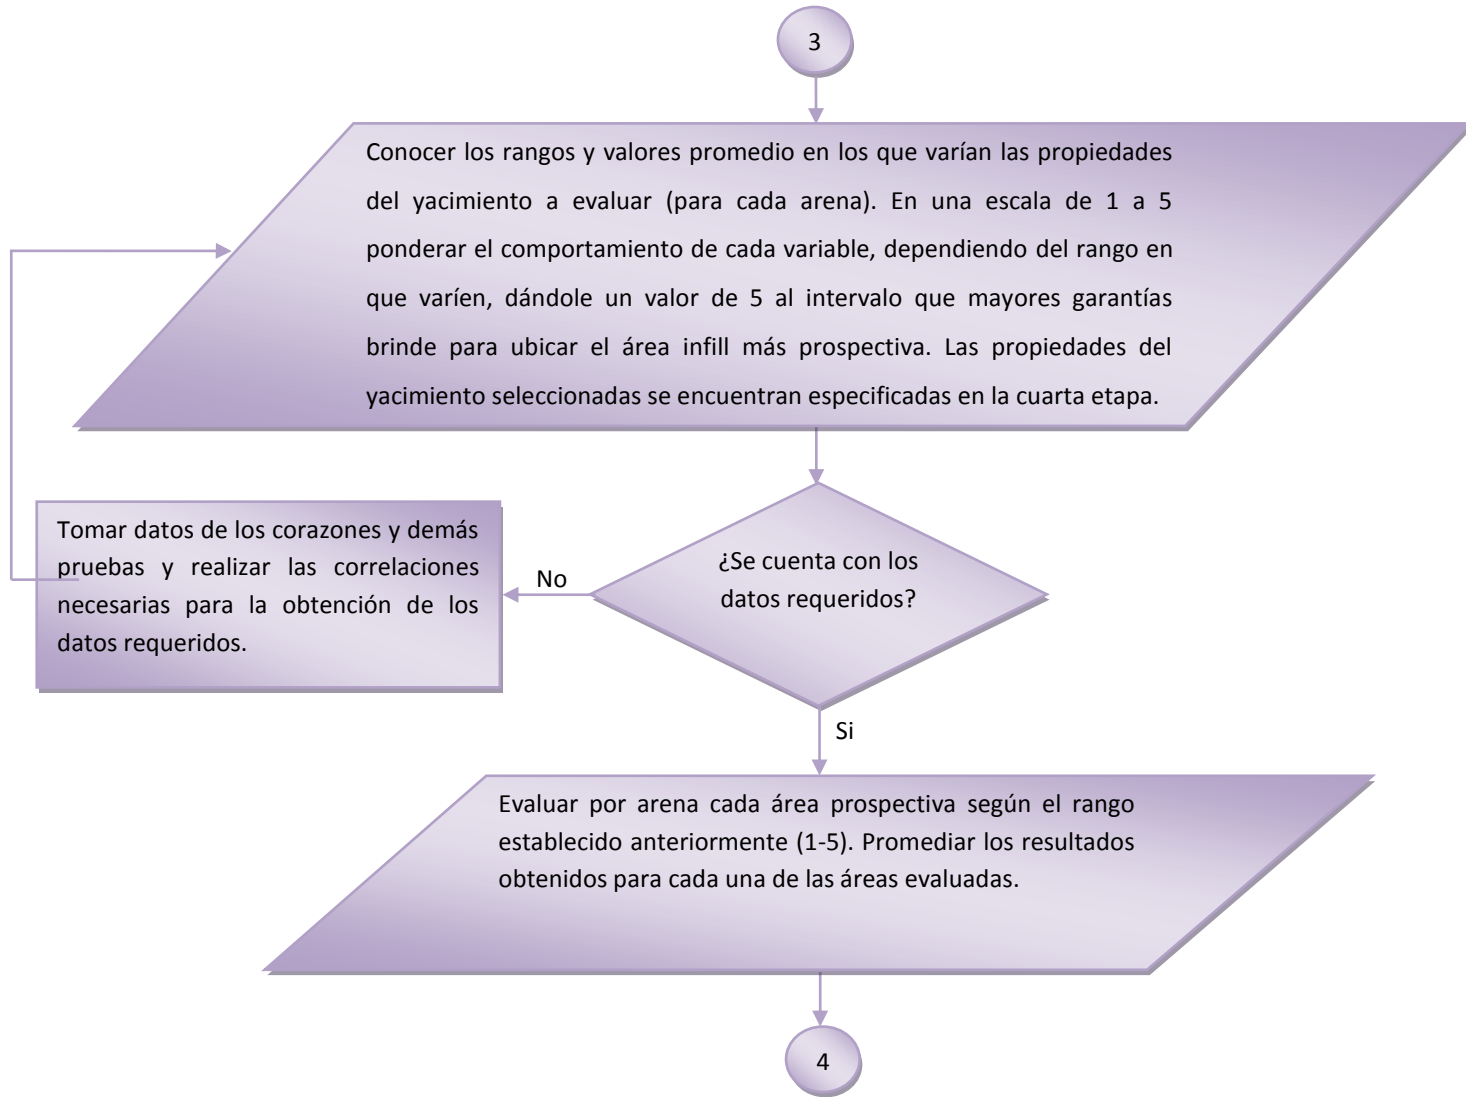 3
Conocer los rangos y valores promedio en los que varían las propiedades
del yacimiento a evaluar (para cada arena). En una escala de 1 a 5
ponderar el comportamiento de cada variable, dependiendo del rango en
que varíen, dándole un valor de 5 al intervalo que mayores garantías
brinde para ubicar el área infill más prospectiva. Las propiedades del
yacimiento seleccionadas se encuentran especificadas en la cuarta etapa.
¿Se cuenta con los
datos requeridos?
No
Tomar datos de los corazones y demás
pruebas y realizar las correlaciones
necesarias para la obtención de los
datos requeridos.
Si
Evaluar por arena cada área prospectiva según el rango
establecido anteriormente (1-5). Promediar los resultados
obtenidos para cada una de las áreas evaluadas.
4